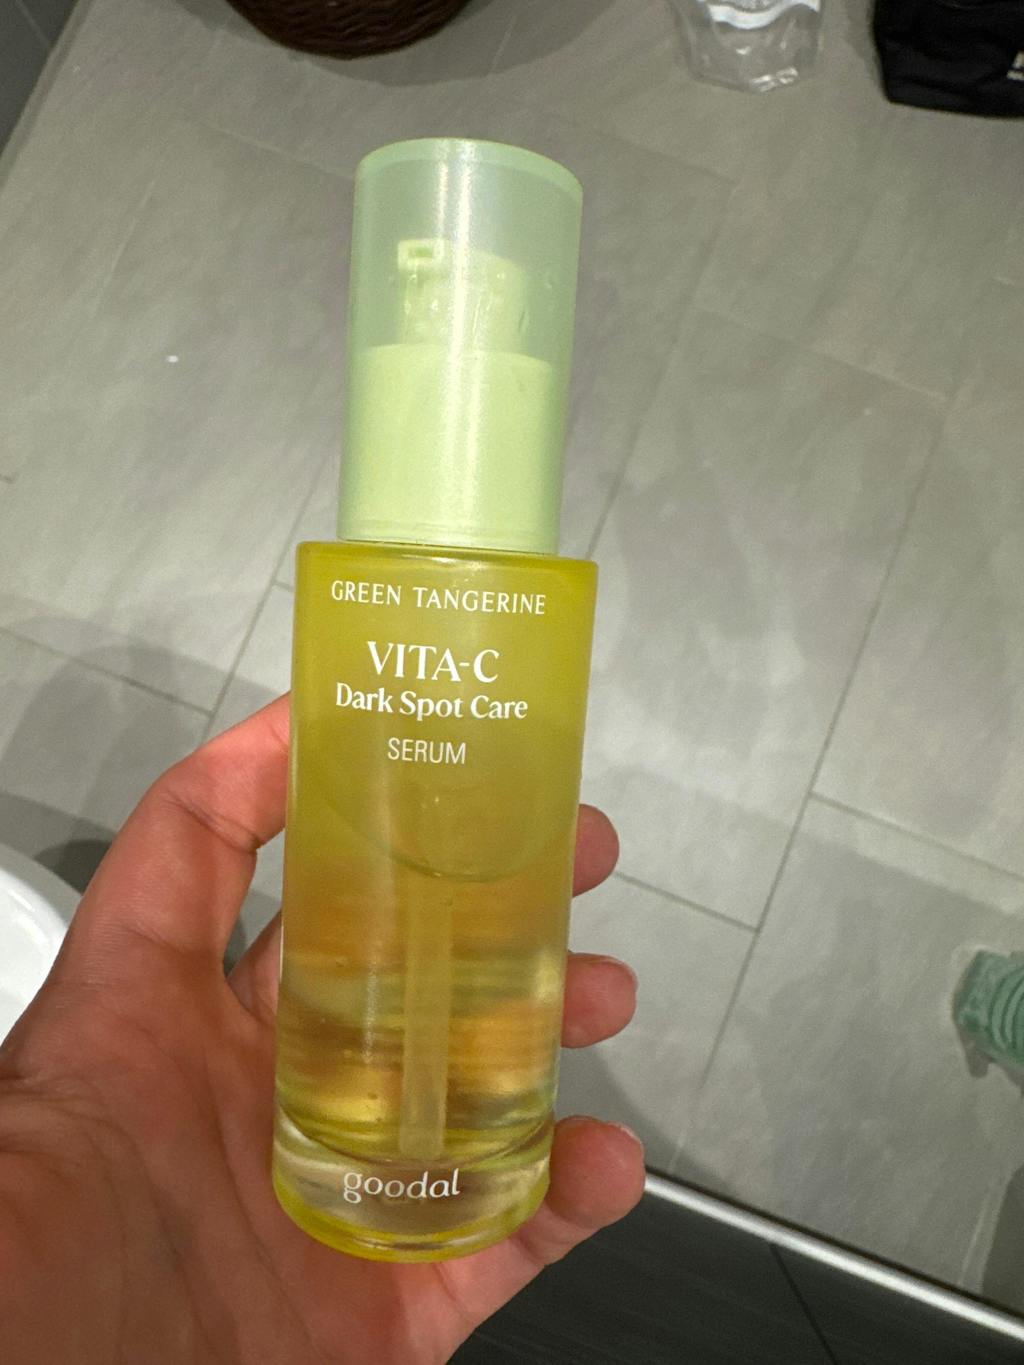 GREEN TANGERINE
VITA-C
Dark Spot Care
SERUM
goodal